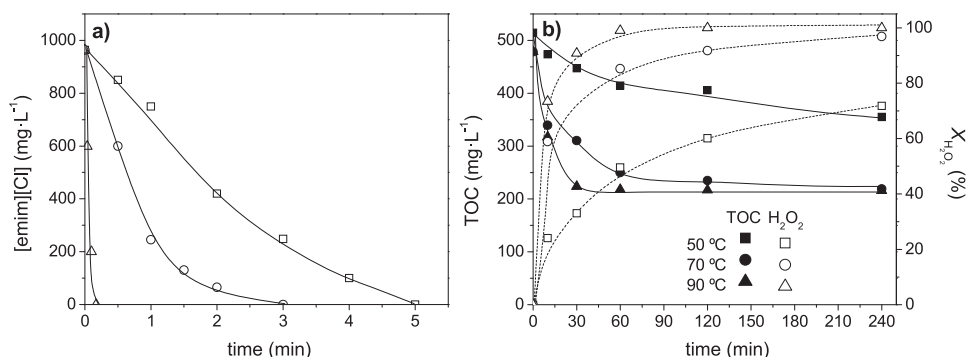 a)
1200
1000
800
600
400
200
0
[emim][Cl] (mg·L⁻¹)
0 1 2 3 4 5
time (min)
b)
500
400
300
200
100
0
TOC (mg·L⁻¹)
100
80
60
40
20
0
X_H₂O₂ (%)
TOC H₂O₂
50 ºC
70 ºC
90 ºC
0 30 60 90 120 150 180 210 240
time (min)